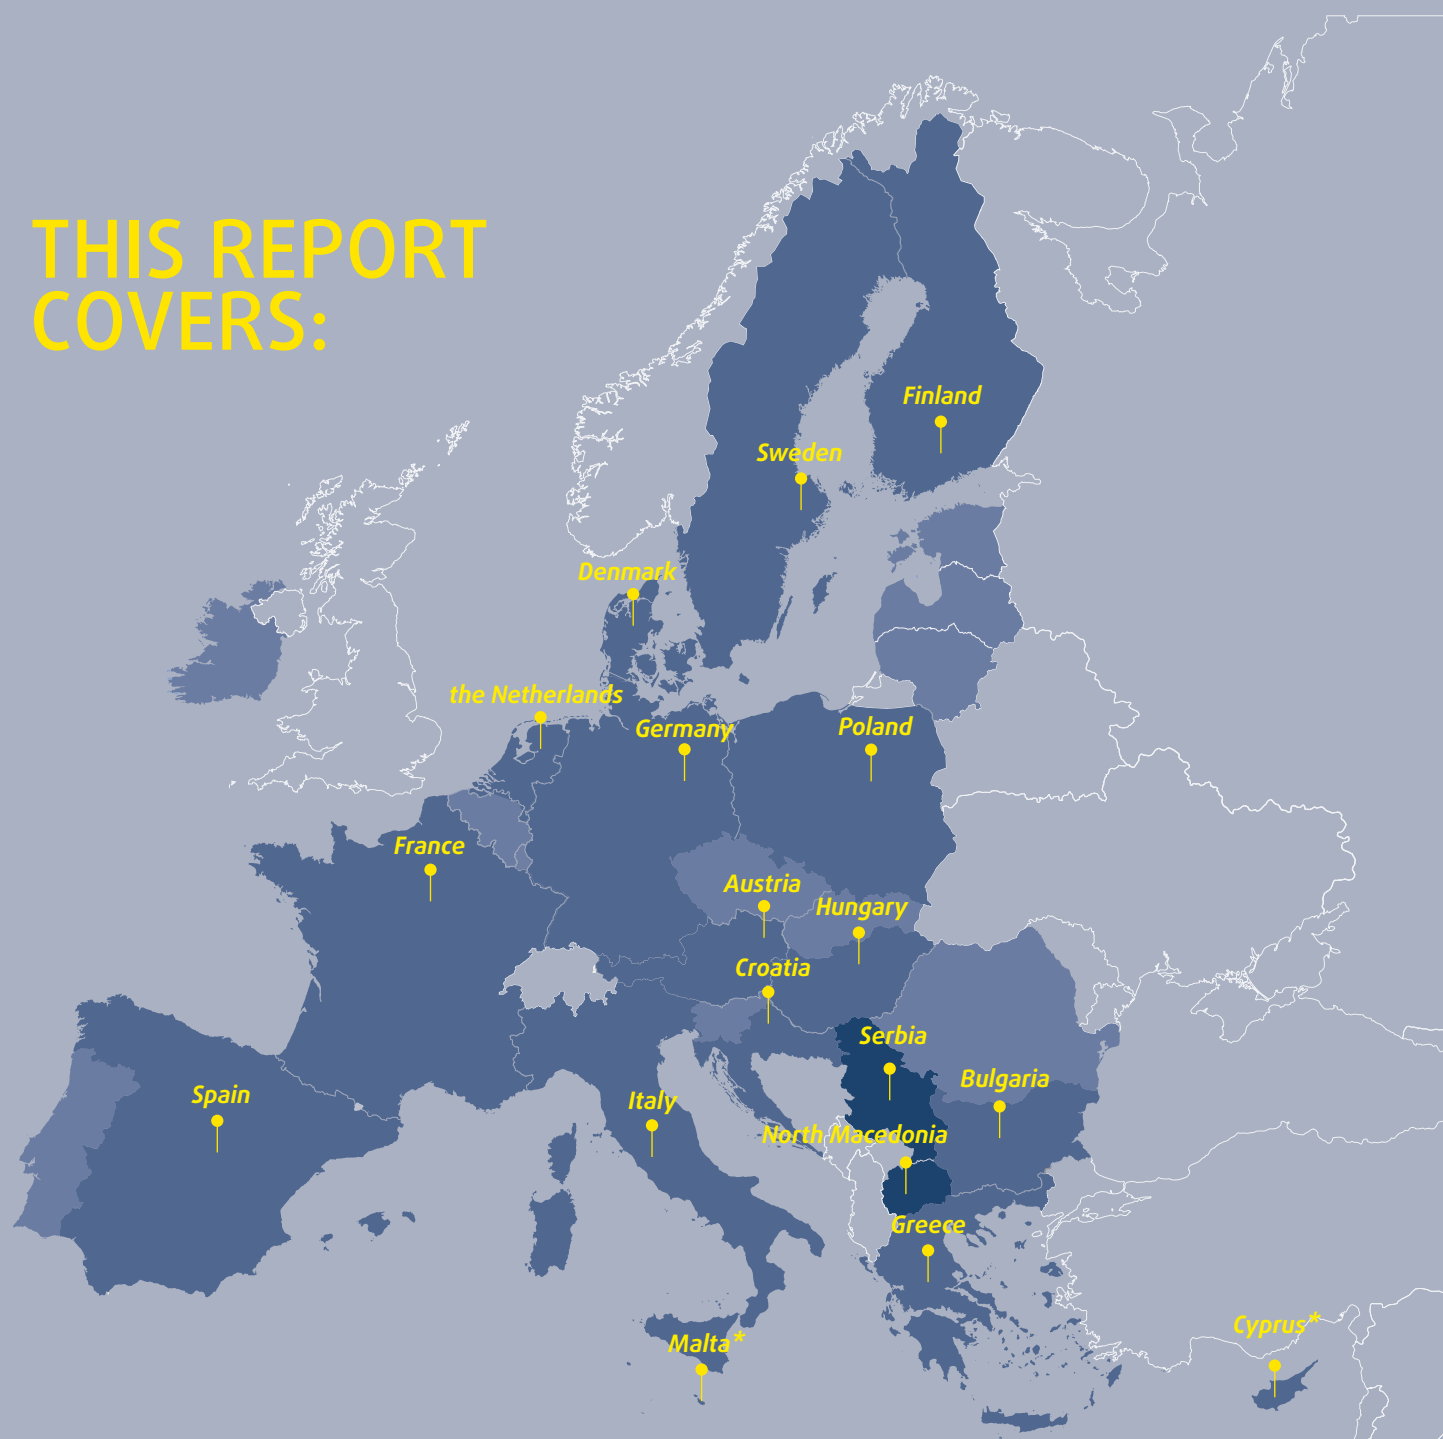 THIS REPORT
COVERS:
Finland
Sweden
Denmark
the Netherlands
Germany
Poland
France
Austria
Hungary
Croatia
Serbia
Bulgaria
Spain
Italy
North Macedonia
Greece
Cyprus*
Malta*